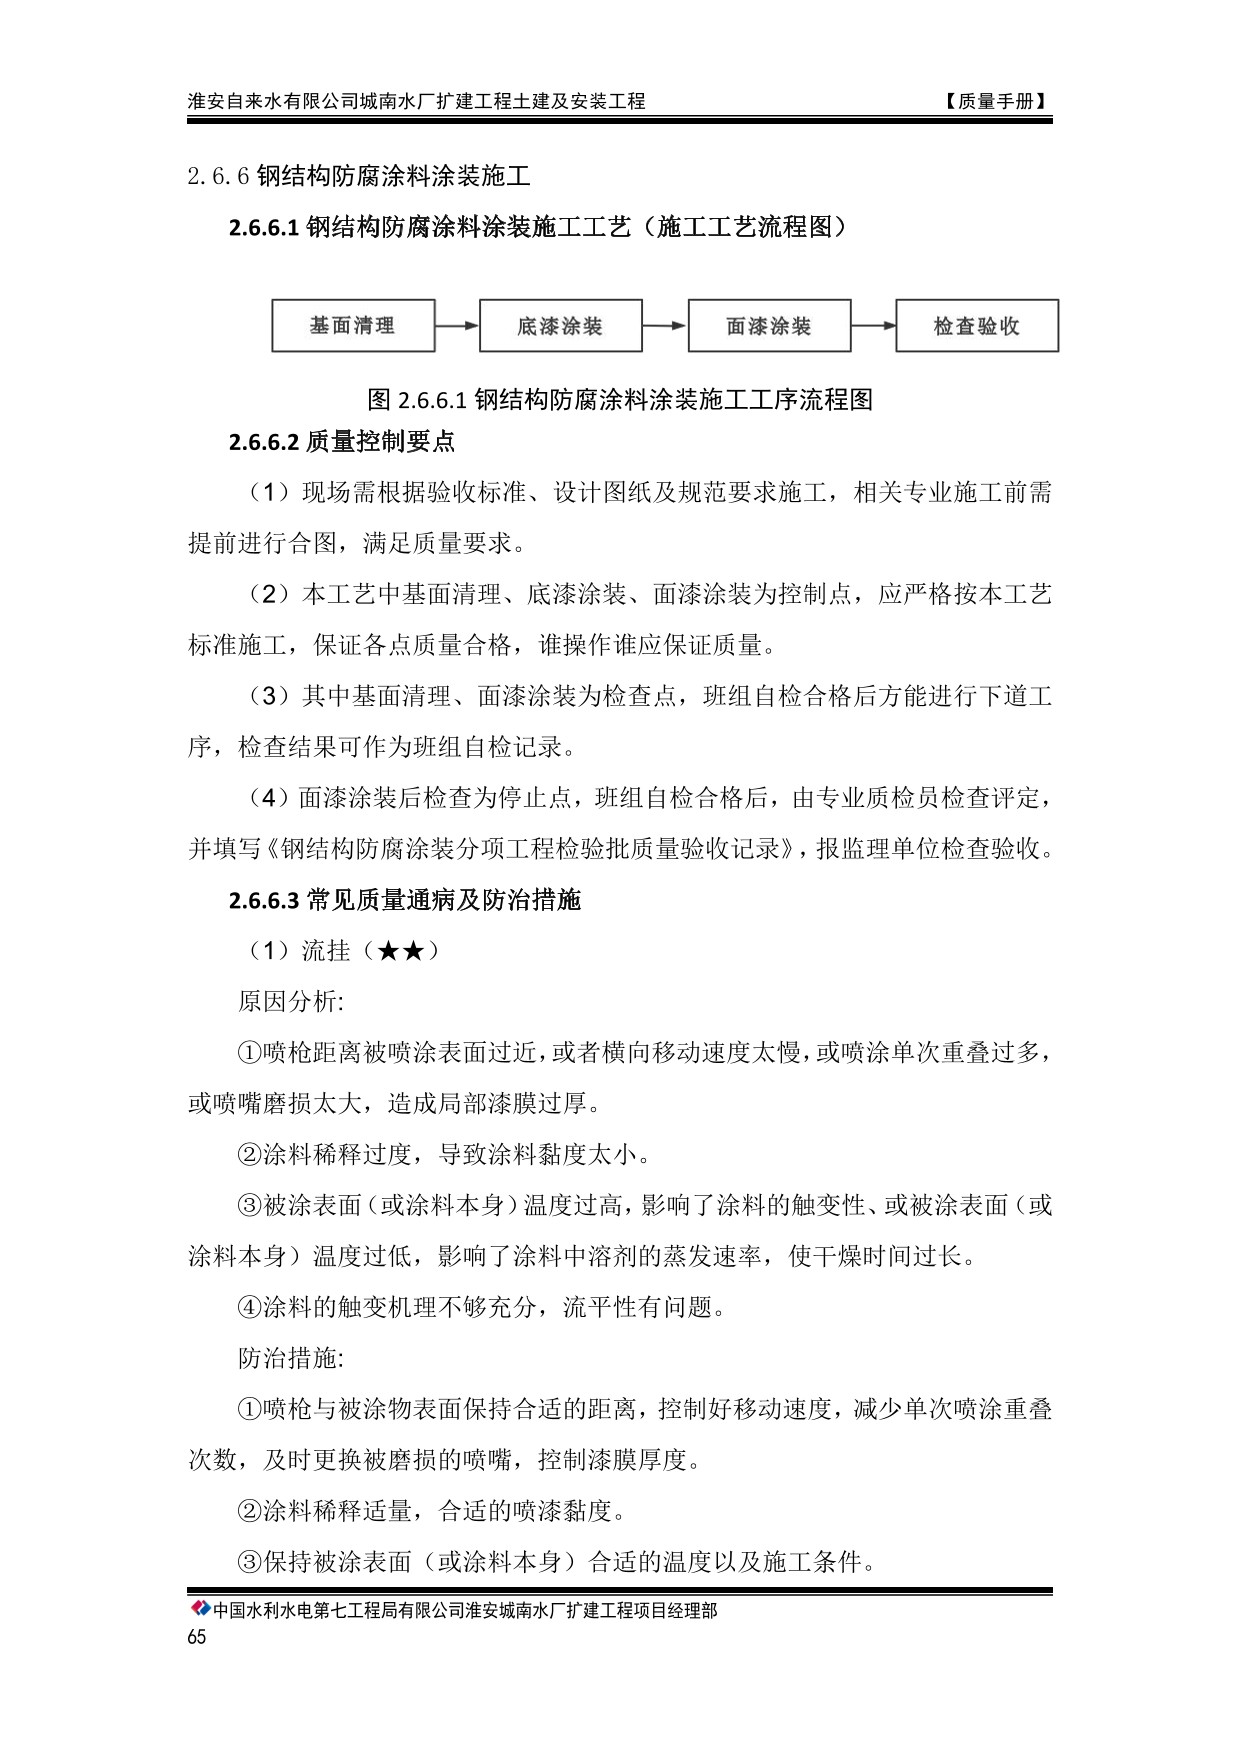 淮安自来水有限公司城南水厂扩建工程土建及安装工程 【质量手册】
2.6.6 钢结构防腐涂料涂装施工
2.6.6.1 钢结构防腐涂料涂装施工工艺（施工工艺流程图）
基面清理 底漆涂装 面漆涂装 检查验收
图 2.6.6.1 钢结构防腐涂料涂装施工工序流程图
2.6.6.2 质量控制要点
（1）现场需根据验收标准、设计图纸及规范要求施工，相关专业施工前需
提前进行合图，满足质量要求。
（2）本工艺中基面清理、底漆涂装、面漆涂装为控制点，应严格按本工艺
标准施工，保证各点质量合格，谁操作谁应保证质量。
（3）其中基面清理、面漆涂装为检查点，班组自检合格后方能进行下道工
序，检查结果可作为班组自检记录。
（4）面漆涂装后检查为停止点，班组自检合格后，由专业质检员检查评定，
并填写《钢结构防腐涂装分项工程检验批质量验收记录》，报监理单位检查验收。
2.6.6.3 常见质量通病及防治措施
（1）流挂（★★）
原因分析:
①喷枪距离被喷涂表面过近，或者横向移动速度太慢，或喷涂单次重叠过多，
或喷嘴磨损太大，造成局部漆膜过厚。
②涂料稀释过度，导致涂料黏度太小。
③被涂表面（或涂料本身）温度过高，影响了涂料的触变性、或被涂表面（或
涂料本身）温度过低，影响了涂料中溶剂的蒸发速率，使干燥时间过长。
④涂料的触变机理不够充分，流平性有问题。
防治措施:
①喷枪与被涂物表面保持合适的距离，控制好移动速度，减少单次喷涂重叠
次数，及时更换被磨损的喷嘴，控制漆膜厚度。
②涂料稀释适量，合适的喷漆黏度。
③保持被涂表面（或涂料本身）合适的温度以及施工条件。
中国水利水电第七工程局有限公司淮安城南水厂扩建工程项目经理部
65